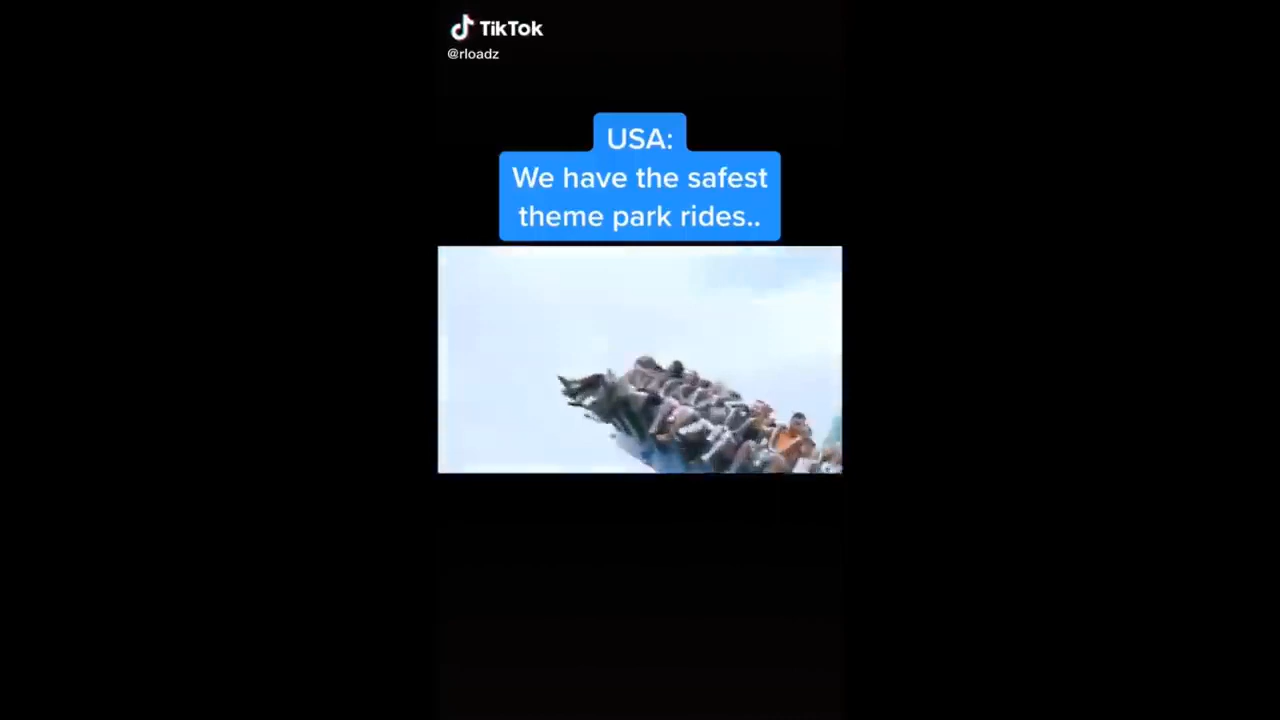 TikTok
@rloadz
USA:
We have the safest
theme park rides..